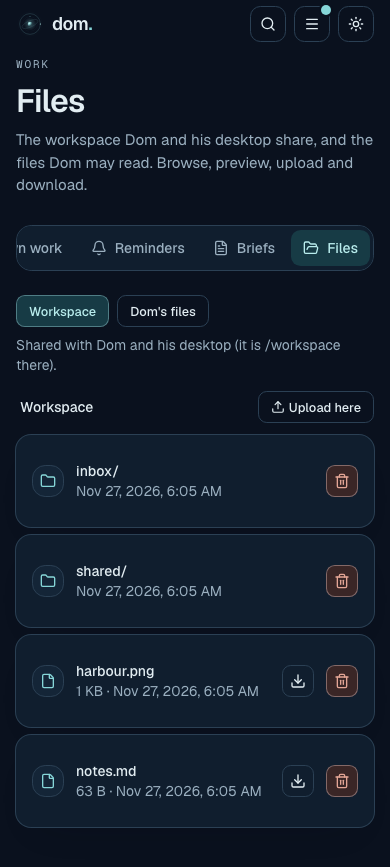 dom.
WORK
Files
The workspace Dom and his desktop share, and the
files Dom may read. Browse, preview, upload and
download.
work
Reminders
Briefs
Files
Workspace
Dom's files
Shared with Dom and his desktop (it is /workspace
there).
Workspace
Upload here
inbox/
Nov 27, 2026, 6:05 AM
shared/
Nov 27, 2026, 6:05 AM
harbour.png
1 KB · Nov 27, 2026, 6:05 AM
notes.md
63 B · Nov 27, 2026, 6:05 AM